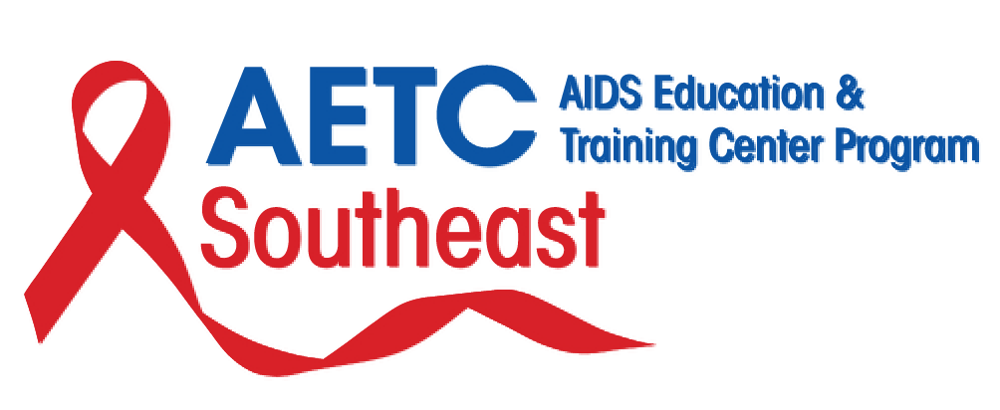 AETC
AIDS Education &
Training Center Program
Southeast